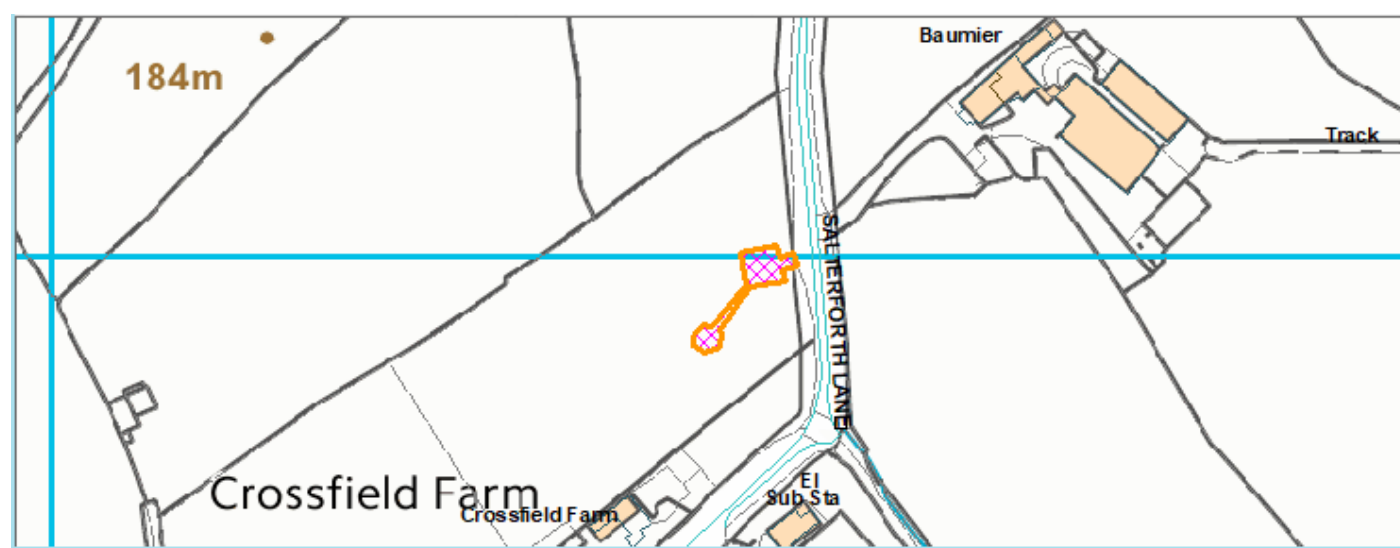 Baumier
184m
Track
SALTERFORTH LANE
Crossfield Farm
Crossfield Farm
El
Sub Sta